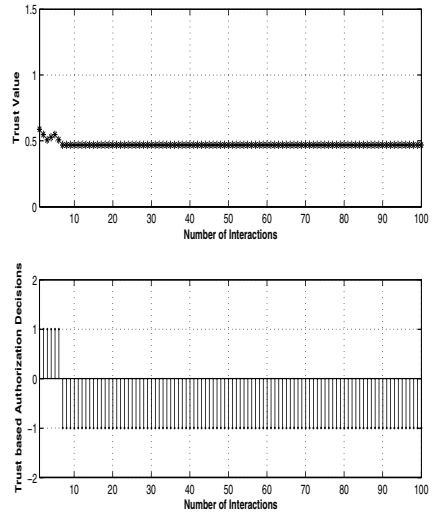 1.5
1
0.5
0
Trust Value
10 20 30 40 50 60 70 80 90 100
Number of Interactions
2
1
0
−1
−2
Trust based Authorization Decisions
10 20 30 40 50 60 70 80 90 100
Number of Interactions